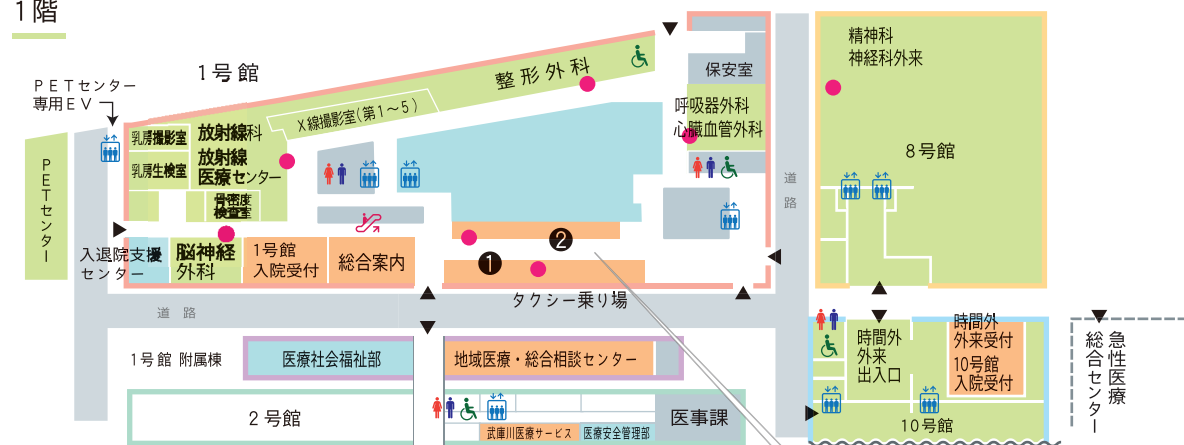 1階
1号館
PETセンター
専用EV
PETセンター
乳房撮影室
乳房生検室
放射線科
放射線
医療センター
骨密度
検査室
X線撮影室(第1～5)
整形外科
保安室
呼吸器外科
心臓血管外科
精神科
神経科外来
8号館
道路
入退院支援
センター
脳神経
外科
1号館
入院受付
総合案内
1
2
タクシー乗り場
道路
1号館 附属棟
医療社会福祉部
地域医療・総合相談センター
2号館
武庫川医療サービス
医療安全管理部
医事課
時間外
外来
出入口
時間外
外来受付
10号館
入院受付
10号館
急性医療
総合センター